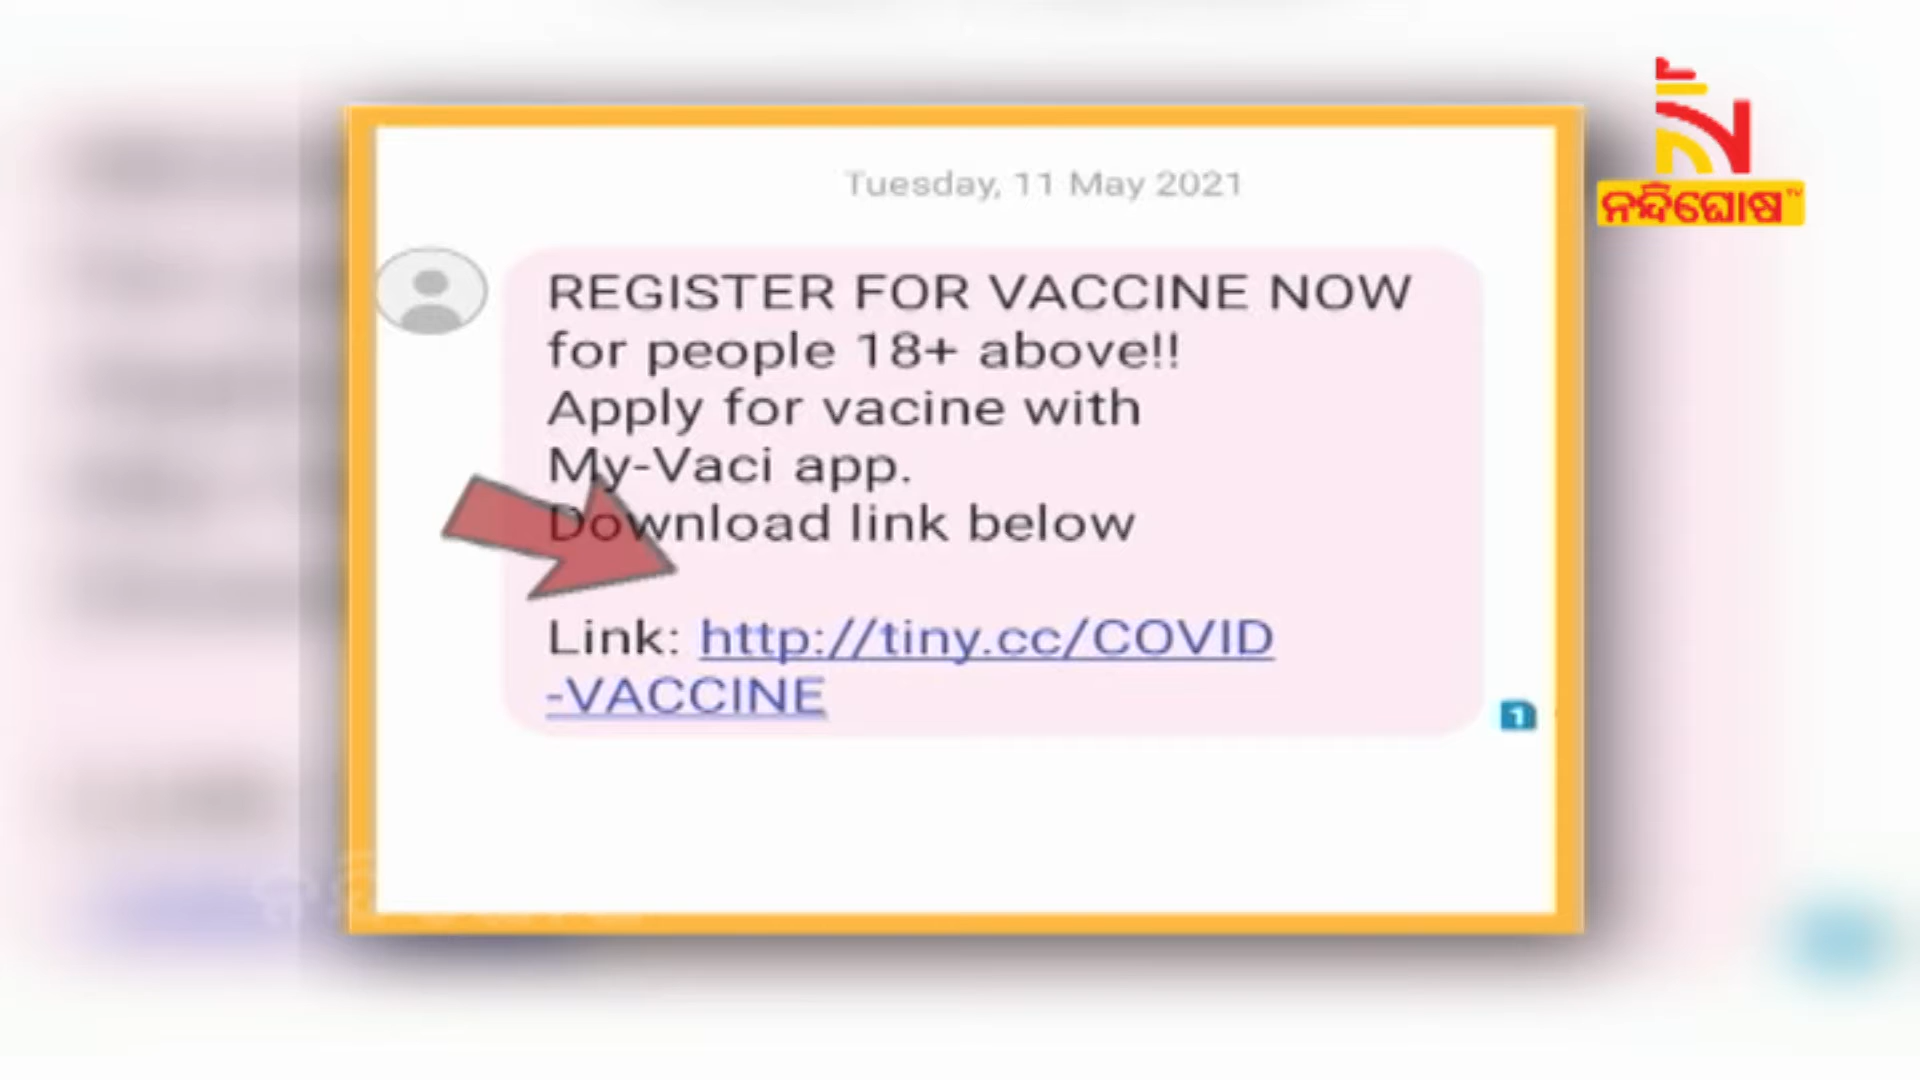 Tuesday, 11 May 2021
ନନ୍ଦିଘୋଷ TV
REGISTER FOR VACCINE NOW
for people 18+ above!!
Apply for vacine with
My-Vaci app.
Download link below
Link: http://tiny.cc/COVID
-VACCINE
1